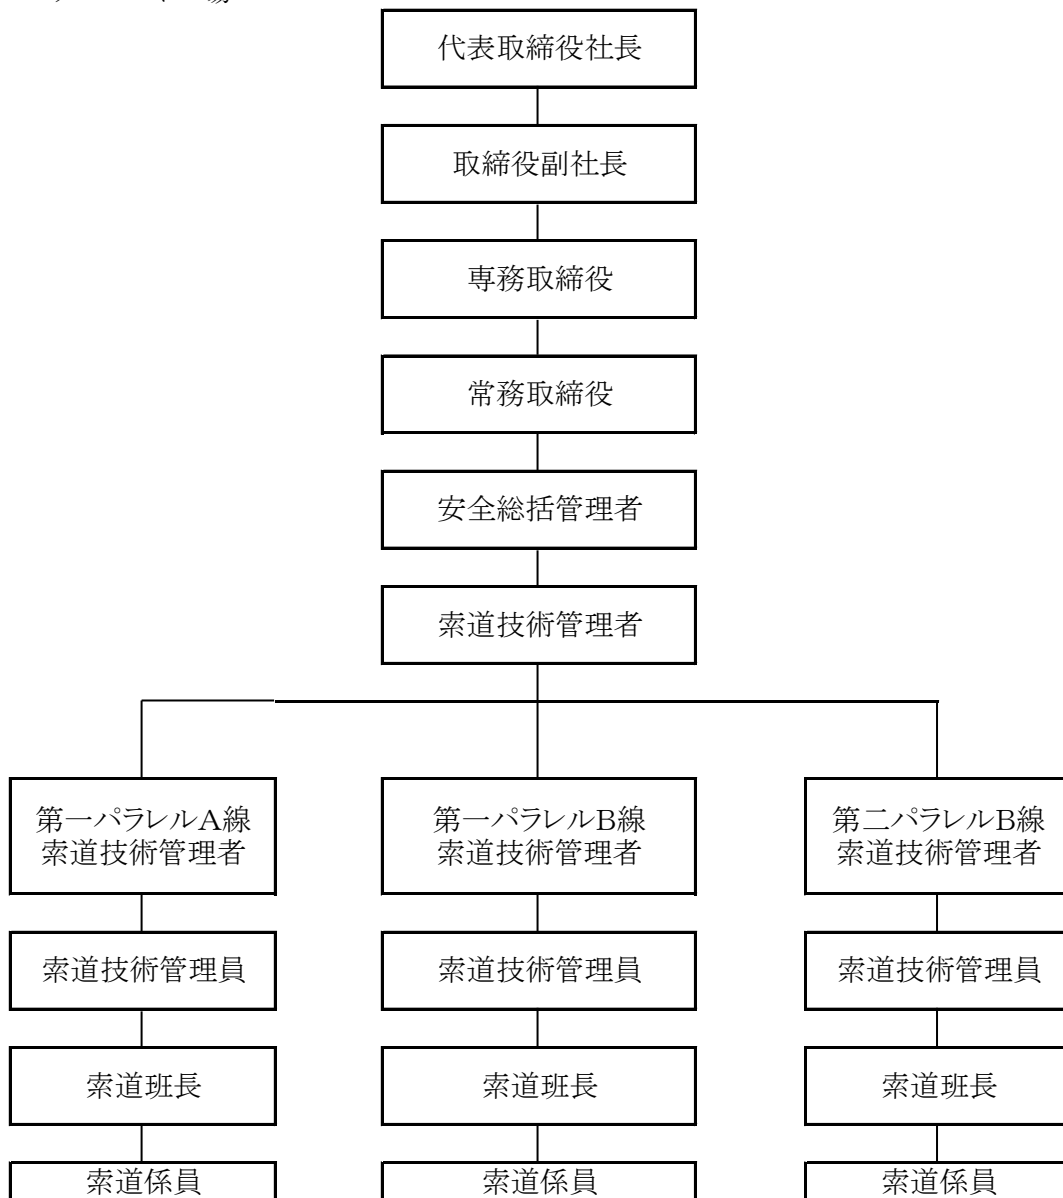 代表取締役社長
取締役副社長
専務取締役
常務取締役
安全総括管理者
索道技術管理者
第一パラレルA線
索道技術管理者
第一パラレルB線
索道技術管理者
第二パラレルB線
索道技術管理者
索道技術管理員
索道技術管理員
索道技術管理員
索道班長
索道班長
索道班長
索道係員
索道係員
索道係員